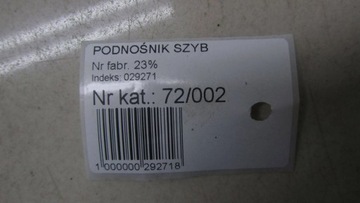 PODNOŚNIK SZYB
Nr fabr. 23%
Indeks: 029271
Nr kat.: 72/002
1 000000 292718